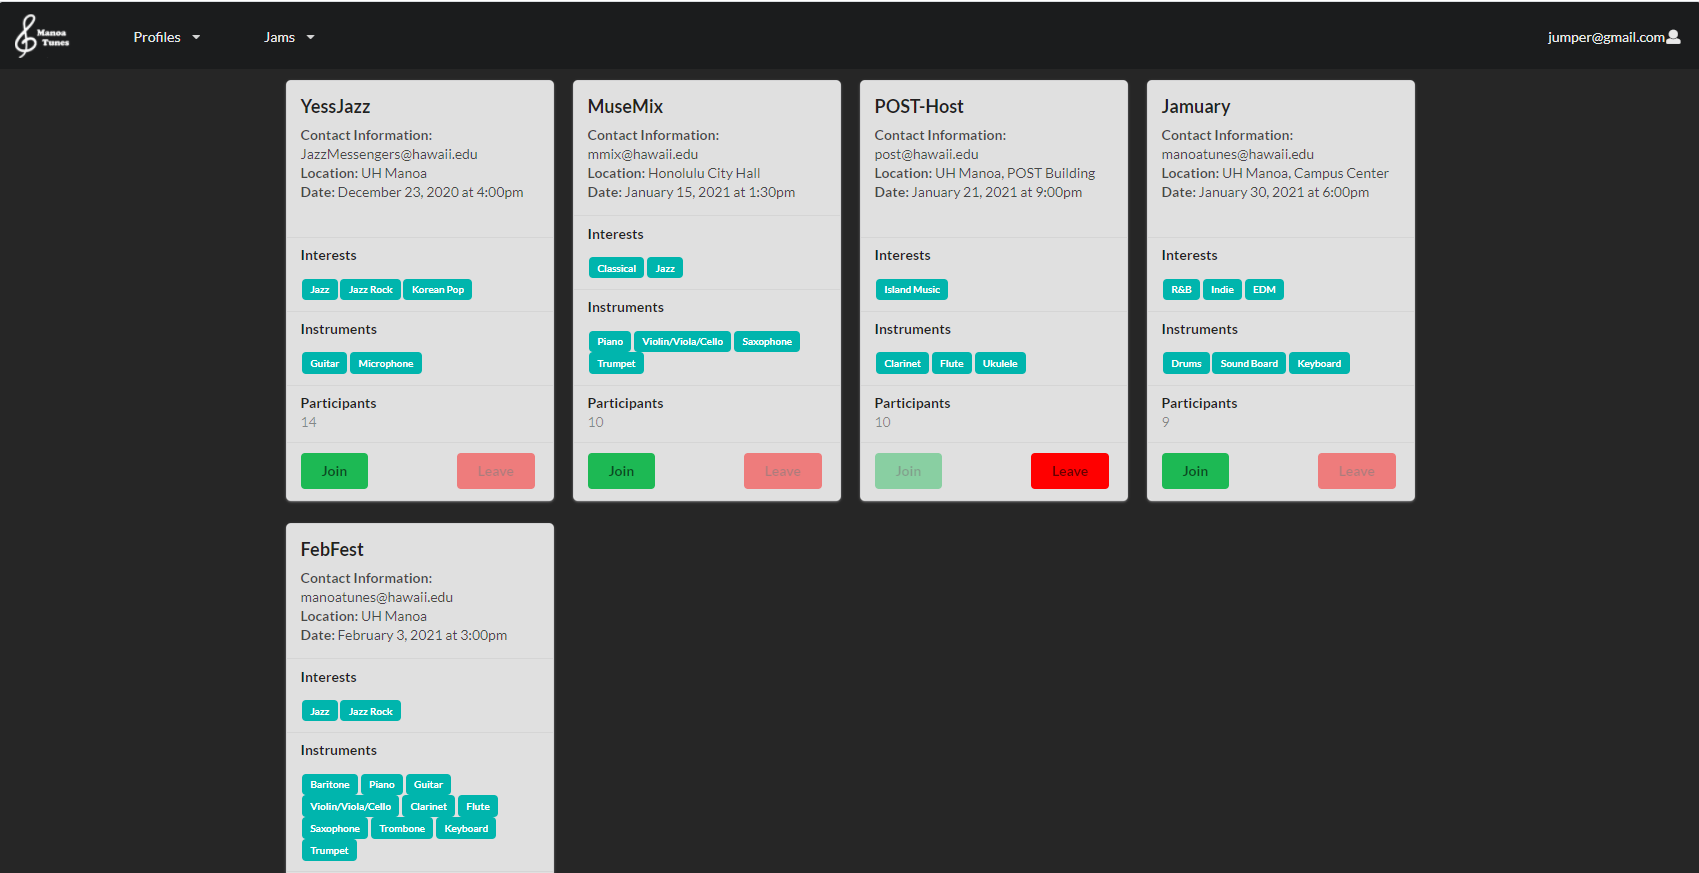 Manoa
Tunes
Profiles
Jams
jumper@gmail.com
YessJazz
Contact Information:
JazzMessengers@hawaii.edu
Location: UH Manoa
Date: December 23, 2020 at 4:00pm
Interests
Jazz Jazz Rock Korean Pop
Instruments
Guitar Microphone
Participants
14
Join Leave
MuseMix
Contact Information:
mmix@hawaii.edu
Location: Honolulu City Hall
Date: January 15, 2021 at 1:30pm
Interests
Classical Jazz
Instruments
Piano Violin/Viola/Cello Saxophone
Trumpet
Participants
10
Join Leave
POST-Host
Contact Information:
post@hawaii.edu
Location: UH Manoa, POST Building
Date: January 21, 2021 at 9:00pm
Interests
Island Music
Instruments
Clarinet Flute Ukulele
Participants
10
Join Leave
Jamuary
Contact Information:
manoatunes@hawaii.edu
Location: UH Manoa, Campus Center
Date: January 30, 2021 at 6:00pm
Interests
R&B Indie EDM
Instruments
Drums Sound Board Keyboard
Participants
9
Join Leave
FebFest
Contact Information:
manoatunes@hawaii.edu
Location: UH Manoa
Date: February 3, 2021 at 3:00pm
Interests
Jazz Jazz Rock
Instruments
Baritone Piano Guitar
Violin/Viola/Cello Clarinet Flute
Saxophone Trombone Keyboard
Trumpet